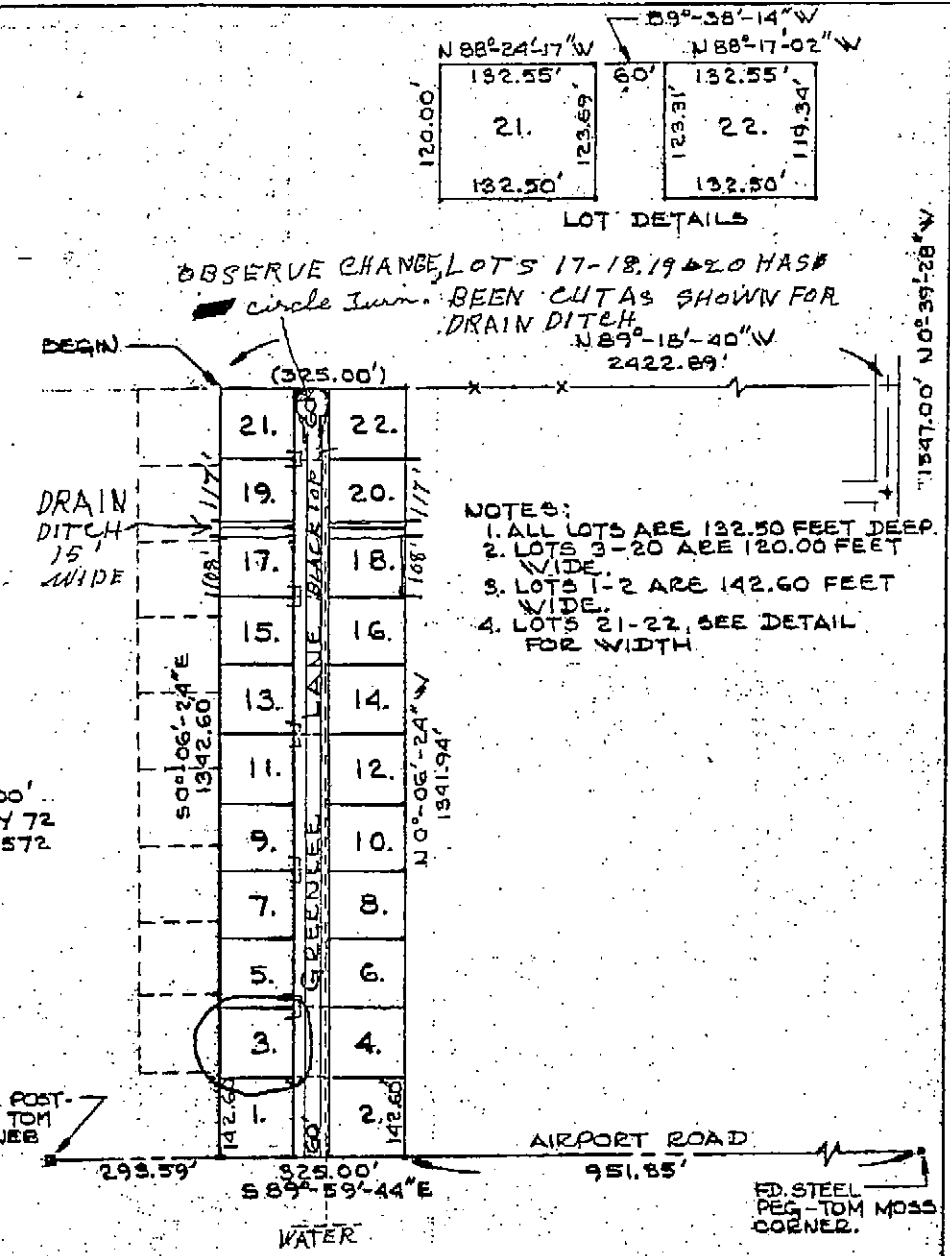 89°-38'-14" W
N 88°-24'-17" W
N 88°-17'-02" W
132.55'
60'
132.55'
120.00'
21.
123.69'
123.31'
22.
119.34'
132.50'
132.50'
LOT DETAILS
OBSERVE CHANGE, LOTS 17-18.19 & 20 HAS
circle Turn. BEEN CUT AS SHOWN FOR
DRAIN DITCH
N 89°-18'-40" W
2422.89'
1547.00' N 0°-39'-28" W
BEGIN
(325.00')
21.
60'
22.
19.
117'
20.
117'
DRAIN
DITCH
15'
WIDE
17.
108'
18.
108'
NOTES:
1. ALL LOTS ARE 132.50 FEET DEEP.
2. LOTS 3-20 ARE 120.00 FEET
WIDE.
3. LOTS 1-2 ARE 142.60 FEET
WIDE.
4. LOTS 21-22, SEE DETAIL
FOR WIDTH
15.
16.
13.
14.
11.
12.
9.
10.
7.
8.
5.
6.
3.
4.
1.
2.
GREENLEE LANE BLACKTOP
S 0°-06'-24" E
1342.60'
N 0°-06'-24" W
1341.94'
00'
Y 72
572
142.60'
60'
142.60'
POST-
TOM
AIRPORT ROAD
293.59'
325.00'
951.85'
S 89°-59'-44" E
FD. STEEL
PEG-TOM MOSS
CORNER.
WATER